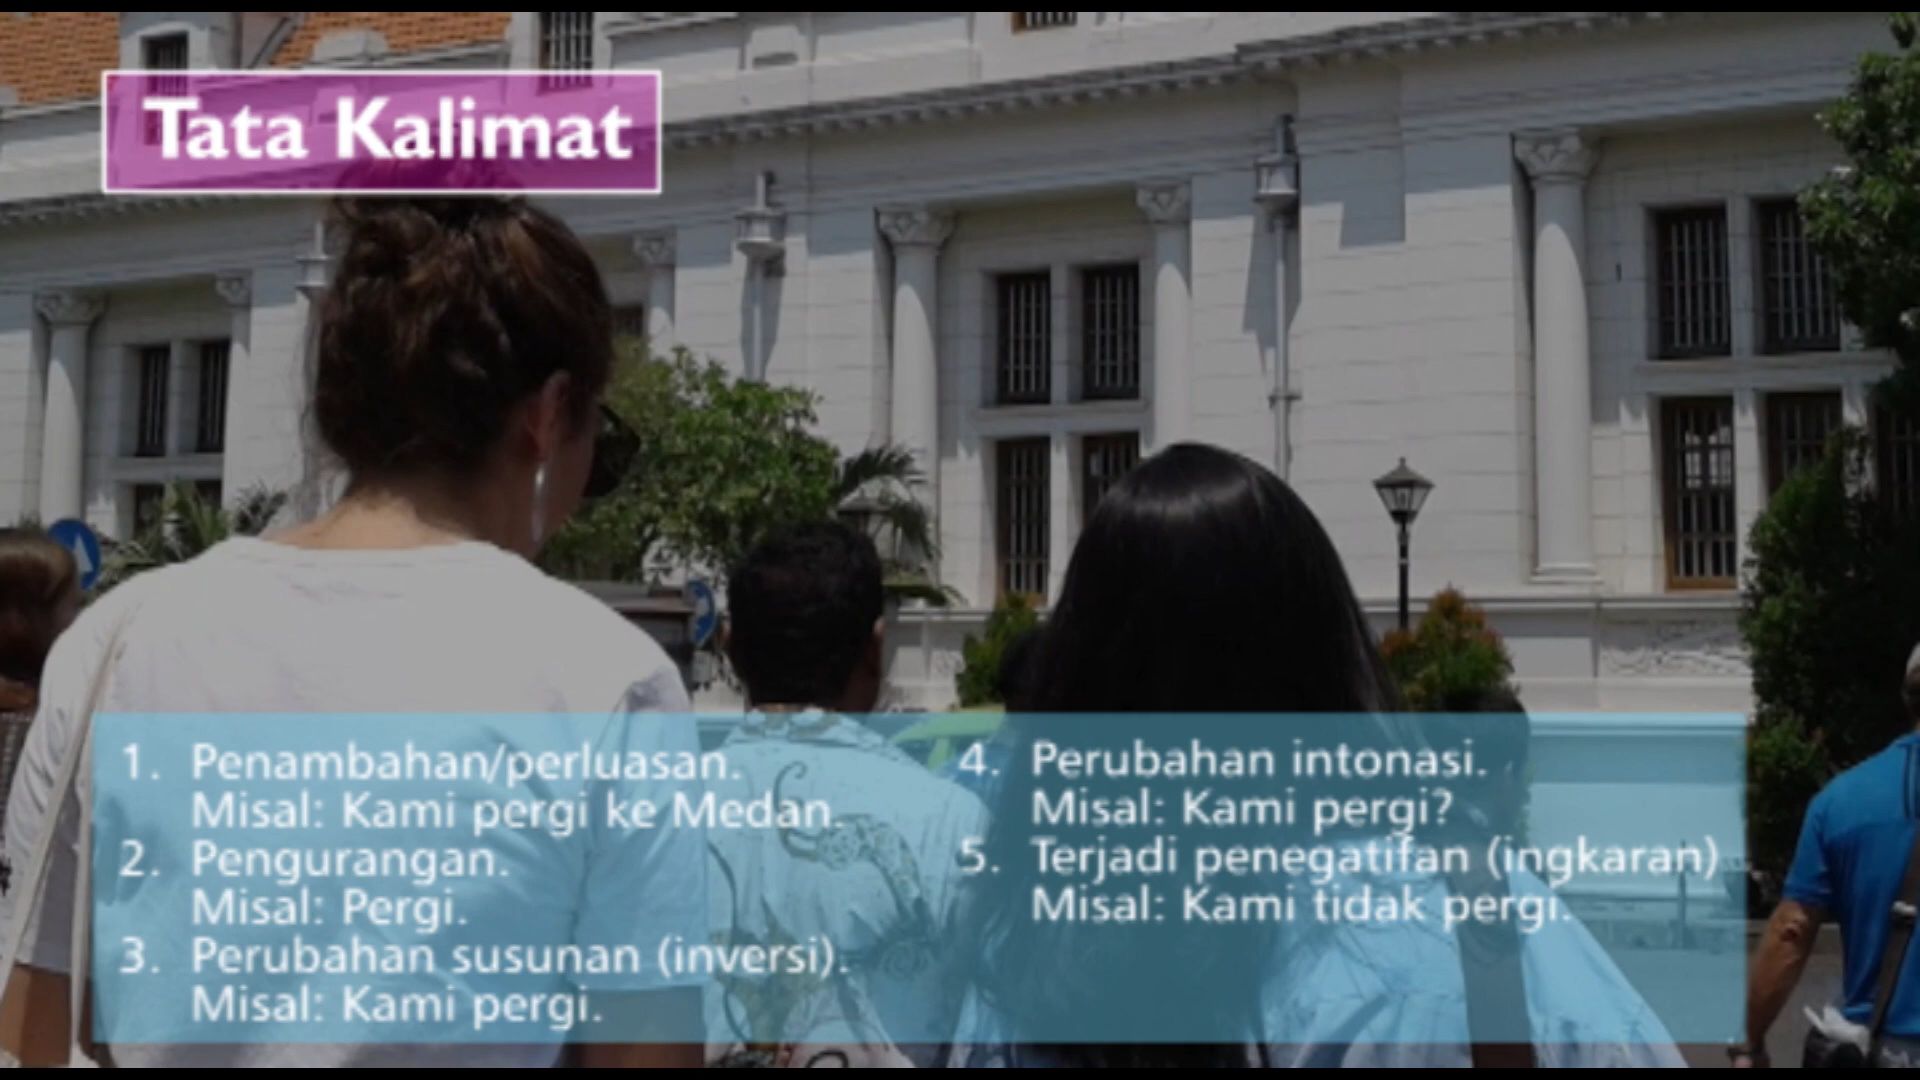 Tata Kalimat
1. Penambahan/perluasan.
Misal: Kami pergi ke Medan.
2. Pengurangan.
Misal: Pergi.
3. Perubahan susunan (inversi).
Misal: Kami pergi.
4. Perubahan intonasi.
Misal: Kami pergi?
5. Terjadi penegatifan (ingkaran)
Misal: Kami tidak pergi.